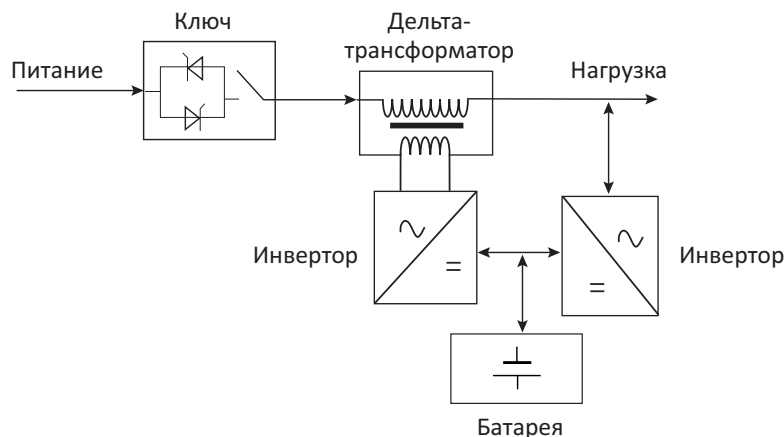 Ключ
Дельта-
трансформатор
Питание
Нагрузка
Инвертор
Инвертор
Батарея